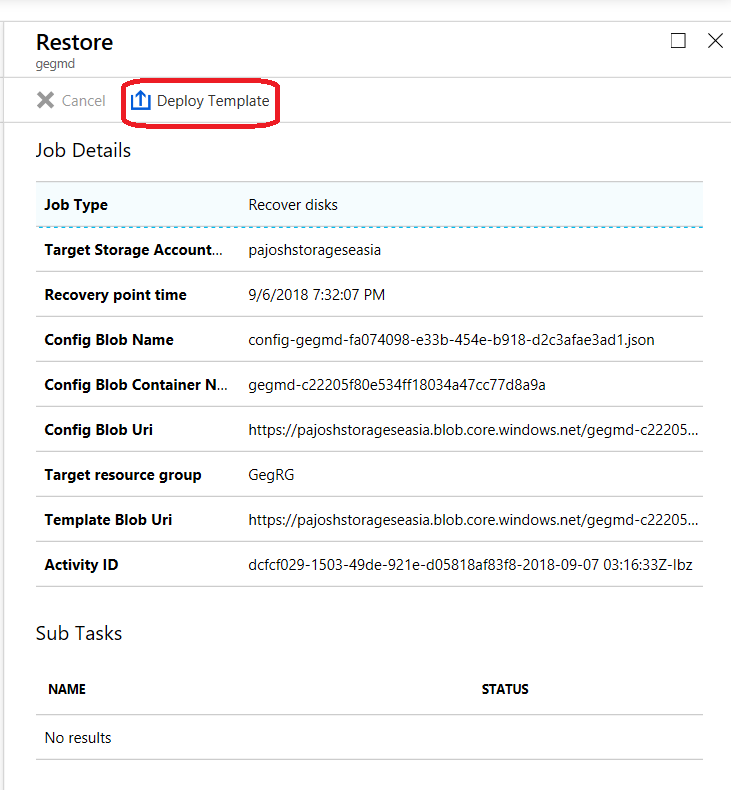 Restore
gegmd
Cancel Deploy Template
Job Details
Job Type Recover disks
Target Storage Account... pajoshstorageseasia
Recovery point time 9/6/2018 7:32:07 PM
Config Blob Name config-gegmd-fa074098-e33b-454e-b918-d2c3afae3ad1.json
Config Blob Container N... gegmd-c22205f80e534ff18034a47cc77d8a9a
Config Blob Uri https://pajoshstorageseasia.blob.core.windows.net/gegmd-c22205...
Target resource group GegRG
Template Blob Uri https://pajoshstorageseasia.blob.core.windows.net/gegmd-c22205...
Activity ID dcfcf029-1503-49de-921e-d05818af83f8-2018-09-07 03:16:33Z-Ibz
Sub Tasks
NAME STATUS
No results